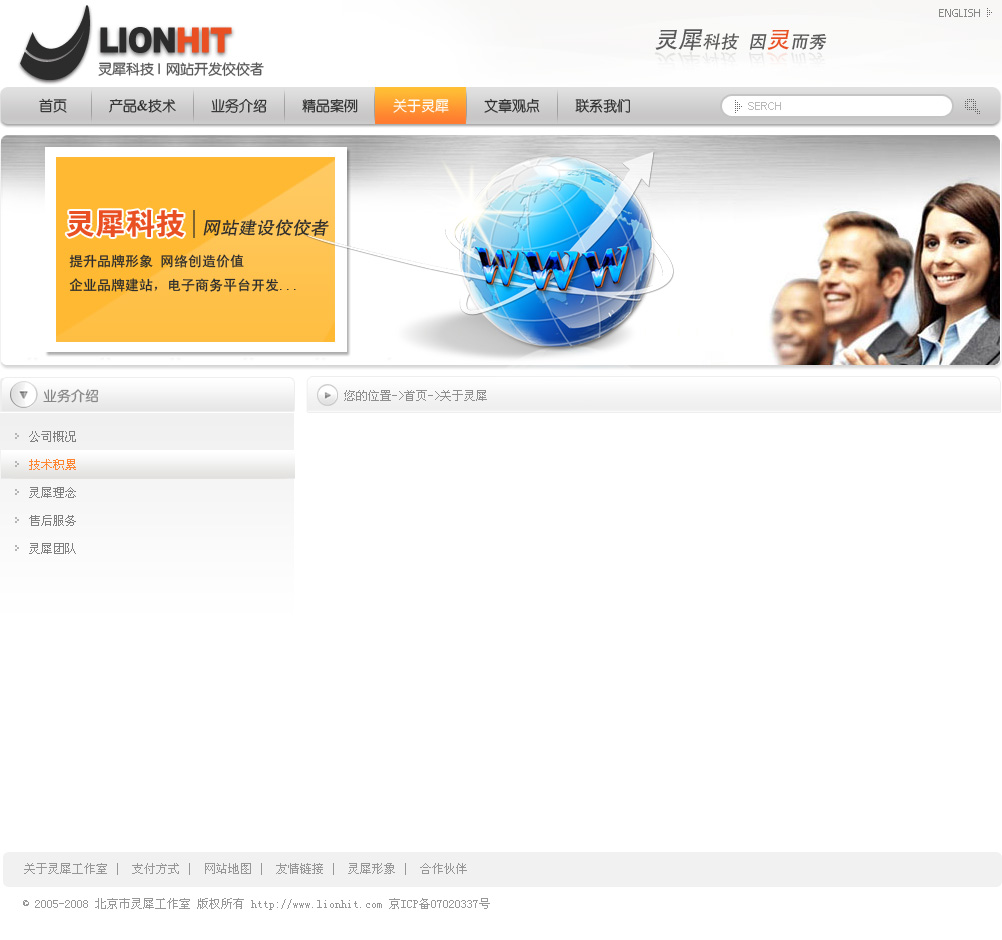 ENGLISH
LIONHIT
灵犀科技 | 网站开发佼佼者
灵犀科技 因灵而秀
首页 产品&技术 业务介绍 精品案例 关于灵犀 文章观点 联系我们 SERCH
灵犀科技 | 网站建设佼佼者
提升品牌形象 网络创造价值
企业品牌建站，电子商务平台开发...
WWW
业务介绍
您的位置->首页->关于灵犀
公司概况
技术积累
灵犀理念
售后服务
灵犀团队
关于灵犀工作室 | 支付方式 | 网站地图 | 友情链接 | 灵犀形象 | 合作伙伴
© 2005-2008 北京市灵犀工作室 版权所有 http://www.lionhit.com 京ICP备07020337号